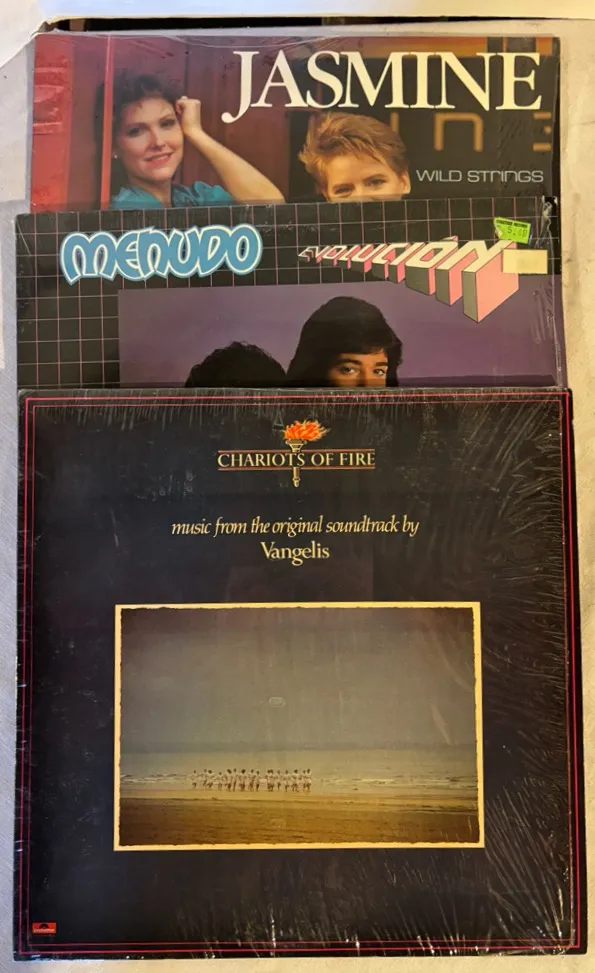 JASMINE
WILD STRINGS
MENUDO
EVOLUCIÓN
CHARIOTS OF FIRE
music from the original soundtrack by
Vangelis